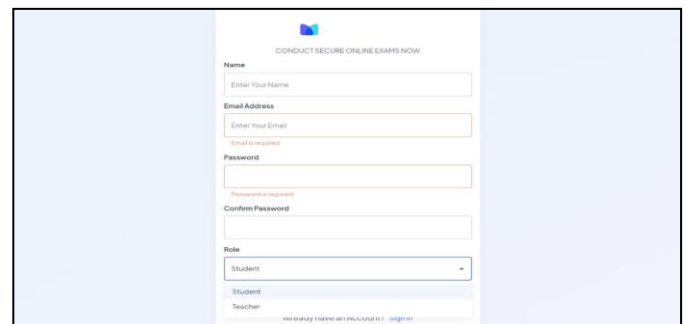 CONDUCT SECURE ONLINE EXAMS NOW
Name
Enter Your Name
Email Address
Enter Your Email
Email is required
Password
Password is required
Confirm Password
Role
Student
Student
Teacher
Already have an Account? Sign in